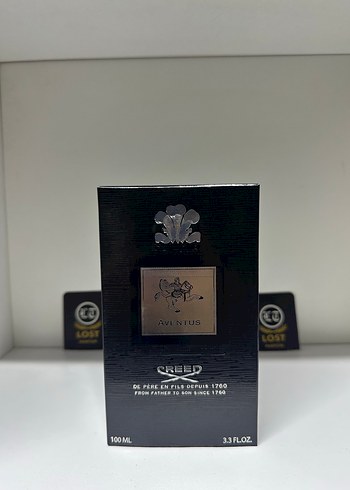 AVENTUS
CREED
DE PÈRE EN FILS DEPUIS 1760
FROM FATHER TO SON SINCE 1760
100 ML
3.3 FL.OZ.
LOST
LOST